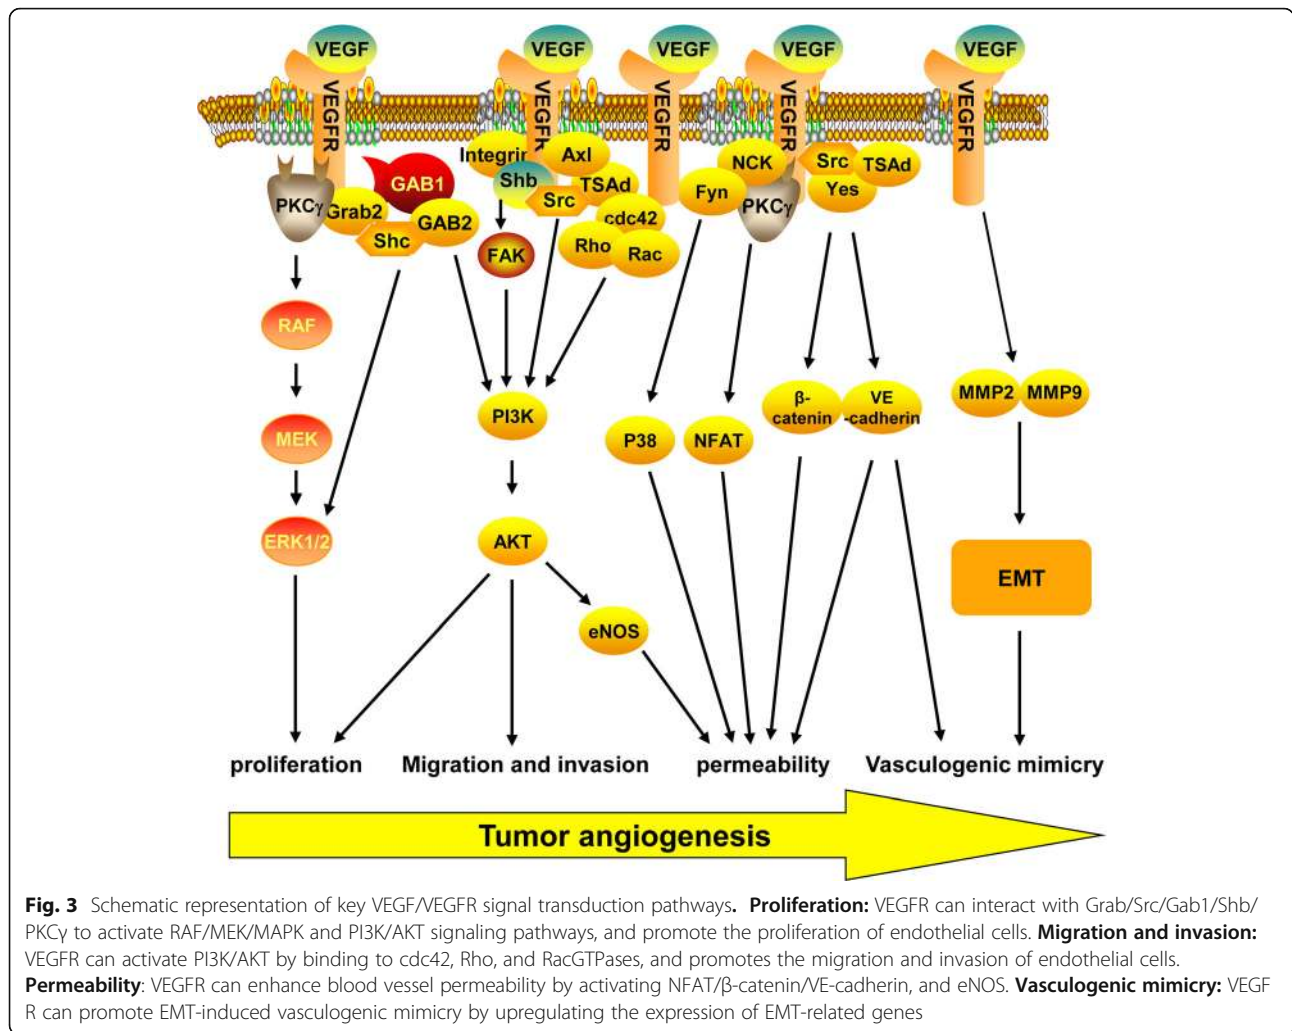 VEGF VEGF VEGF VEGF VEGF
VEGFR VEGFR VEGFR VEGFR VEGFR
Integrin Axl NCK Src TSAd
GAB1 Shb TSAd Fyn Yes
PKCγ Grab2 GAB2 Src cdc42 PKCγ
Shc FAK Rho Rac
RAF
MMP2 MMP9
β-
catenin
VE
-cadherin
PI3K
MEK P38 NFAT
ERK1/2 AKT
EMT
eNOS
proliferation Migration and invasion permeability Vasculogenic mimicry
Tumor angiogenesis
Fig. 3 Schematic representation of key VEGF/VEGFR signal transduction pathways. Proliferation: VEGFR can interact with Grab/Src/Gab1/Shb/
PKCγ to activate RAF/MEK/MAPK and PI3K/AKT signaling pathways, and promote the proliferation of endothelial cells. Migration and invasion:
VEGFR can activate PI3K/AKT by binding to cdc42, Rho, and RacGTPases, and promotes the migration and invasion of endothelial cells.
Permeability: VEGFR can enhance blood vessel permeability by activating NFAT/β-catenin/VE-cadherin, and eNOS. Vasculogenic mimicry: VEGF
R can promote EMT-induced vasculogenic mimicry by upregulating the expression of EMT-related genes